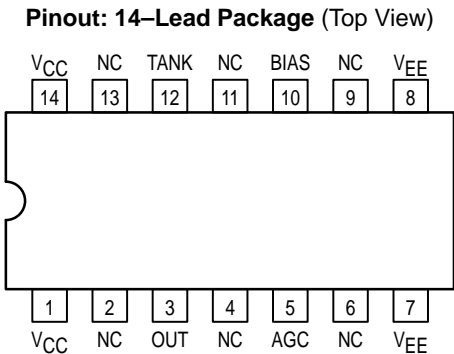 Pinout: 14–Lead Package (Top View)
VCC NC TANK NC BIAS NC VEE
14 13 12 11 10 9 8
1 2 3 4 5 6 7
VCC NC OUT NC AGC NC VEE